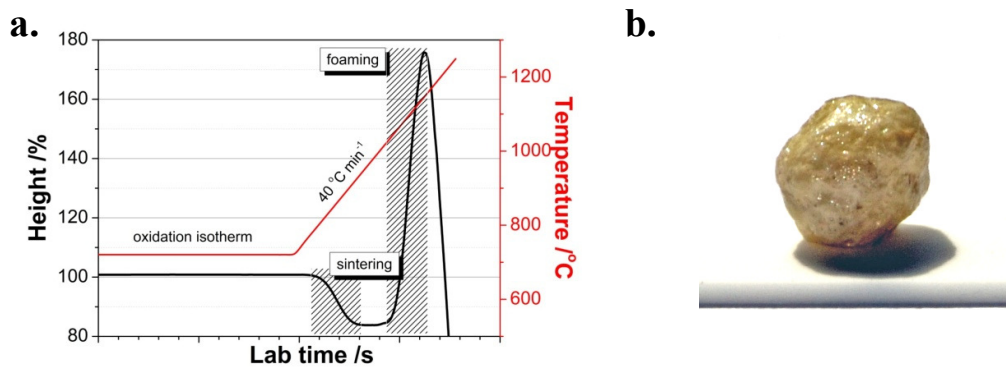 a.
b.
180
160
140
120
100
80
Height /%
foaming
40 °C min⁻¹
oxidation isotherm
sintering
1200
1000
800
600
Temperature /°C
Lab time /s